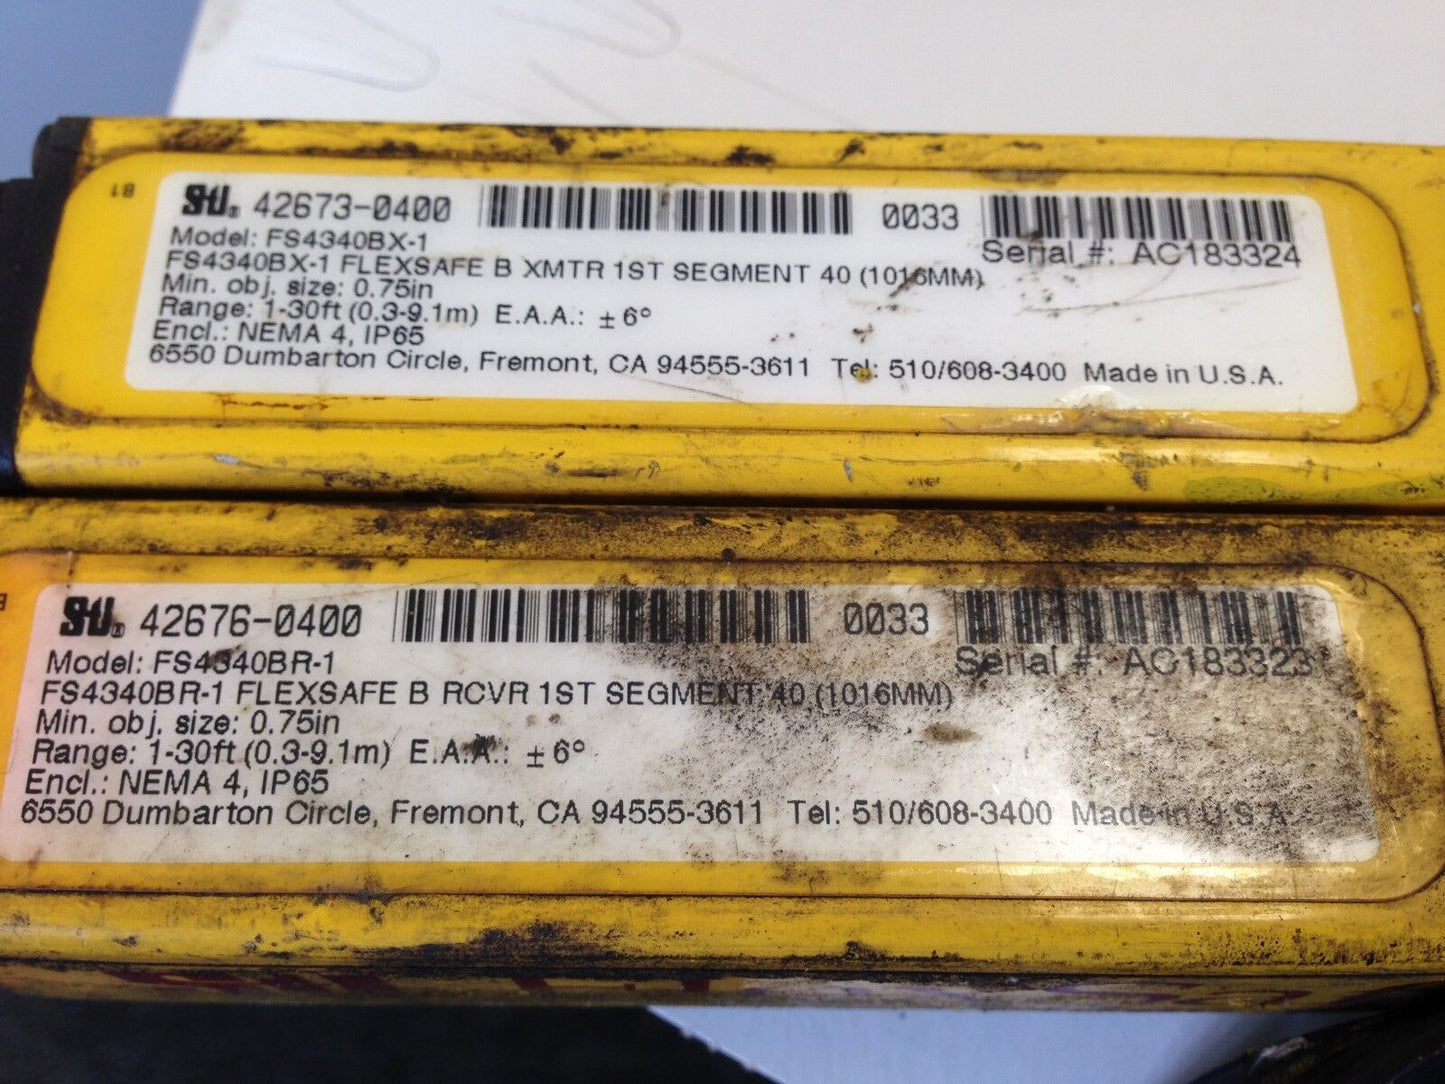 B1
STI® 42673-0400 0033
Model: FS4340BX-1 Serial #: AC183324
FS4340BX-1 FLEXSAFE B XMTR 1ST SEGMENT 40 (1016MM)
Min. obj. size: 0.75in
Range: 1-30ft (0.3-9.1m) E.A.A.: ± 6°
Encl.: NEMA 4, IP65
6550 Dumbarton Circle, Fremont, CA 94555-3611 Tel: 510/608-3400 Made in U.S.A.
STI® 42676-0400 0033
Model: FS4340BR-1 Serial #: AC183323
FS4340BR-1 FLEXSAFE B RCVR 1ST SEGMENT 40 (1016MM)
Min. obj. size: 0.75in
Range: 1-30ft (0.3-9.1m) E.A.A.: ± 6°
Encl.: NEMA 4, IP65
6550 Dumbarton Circle, Fremont, CA 94555-3611 Tel: 510/608-3400 Made in U.S.A.